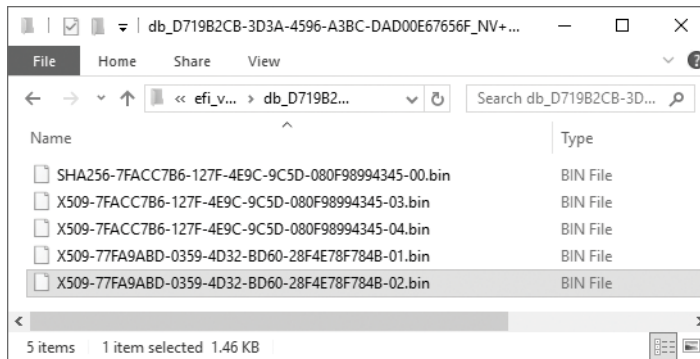 db_D719B2CB-3D3A-4596-A3BC-DAD00E67656F_NV+...
File Home Share View
« efi_v... > db_D719B2... Search db_D719B2CB-3D...
Name Type
SHA256-7FACC7B6-127F-4E9C-9C5D-080F98994345-00.bin BIN File
X509-7FACC7B6-127F-4E9C-9C5D-080F98994345-03.bin BIN File
X509-7FACC7B6-127F-4E9C-9C5D-080F98994345-04.bin BIN File
X509-77FA9ABD-0359-4D32-BD60-28F4E78F784B-01.bin BIN File
X509-77FA9ABD-0359-4D32-BD60-28F4E78F784B-02.bin BIN File
5 items 1 item selected 1.46 KB